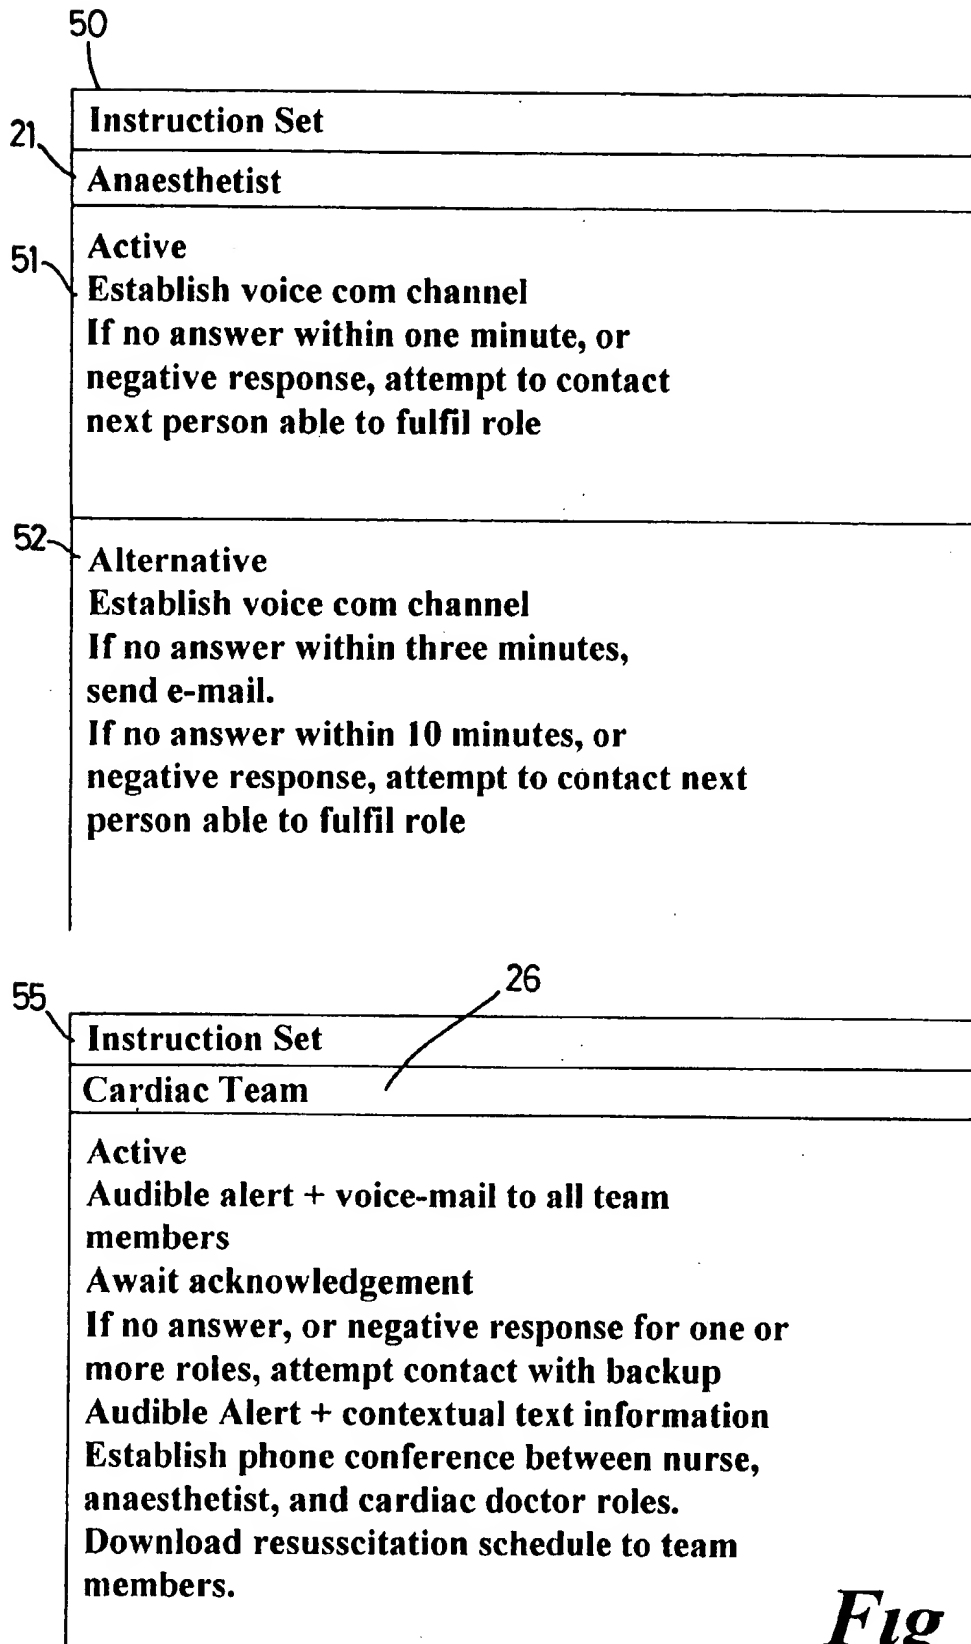 50
Instruction Set
21
Anaesthetist
51
Active
Establish voice com channel
If no answer within one minute, or
negative response, attempt to contact
next person able to fulfil role
52
Alternative
Establish voice com channel
If no answer within three minutes,
send e-mail.
If no answer within 10 minutes, or
negative response, attempt to contact next
person able to fulfil role
26
55
Instruction Set
Cardiac Team
Active
Audible alert + voice-mail to all team
members
Await acknowledgement
If no answer, or negative response for one or
more roles, attempt contact with backup
Audible Alert + contextual text information
Establish phone conference between nurse,
anaesthetist, and cardiac doctor roles.
Download resusscitation schedule to team
members.
Fig